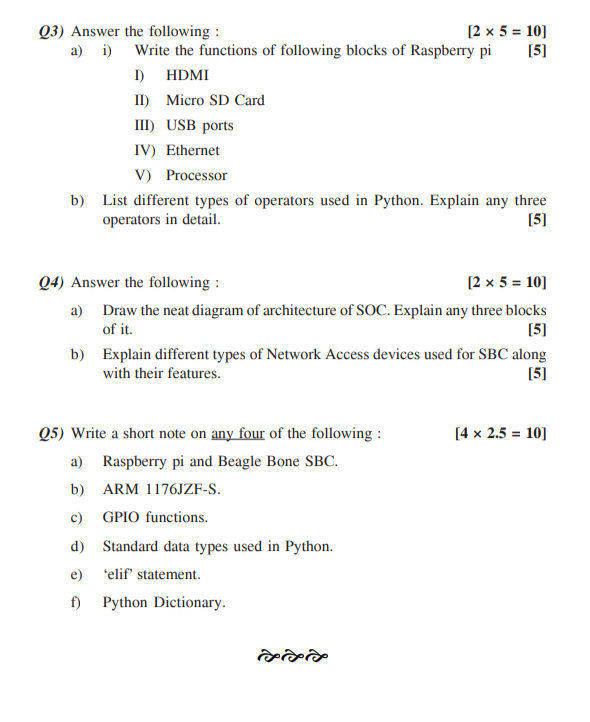 Q3) Answer the following : [2 × 5 = 10]
a) i) Write the functions of following blocks of Raspberry pi [5]
I) HDMI
II) Micro SD Card
III) USB ports
IV) Ethernet
V) Processor
b) List different types of operators used in Python. Explain any three
operators in detail. [5]
Q4) Answer the following : [2 × 5 = 10]
a) Draw the neat diagram of architecture of SOC. Explain any three blocks
of it. [5]
b) Explain different types of Network Access devices used for SBC along
with their features. [5]
Q5) Write a short note on any four of the following : [4 × 2.5 = 10]
a) Raspberry pi and Beagle Bone SBC.
b) ARM 1176JZF-S.
c) GPIO functions.
d) Standard data types used in Python.
e) ‘elif’ statement.
f) Python Dictionary.